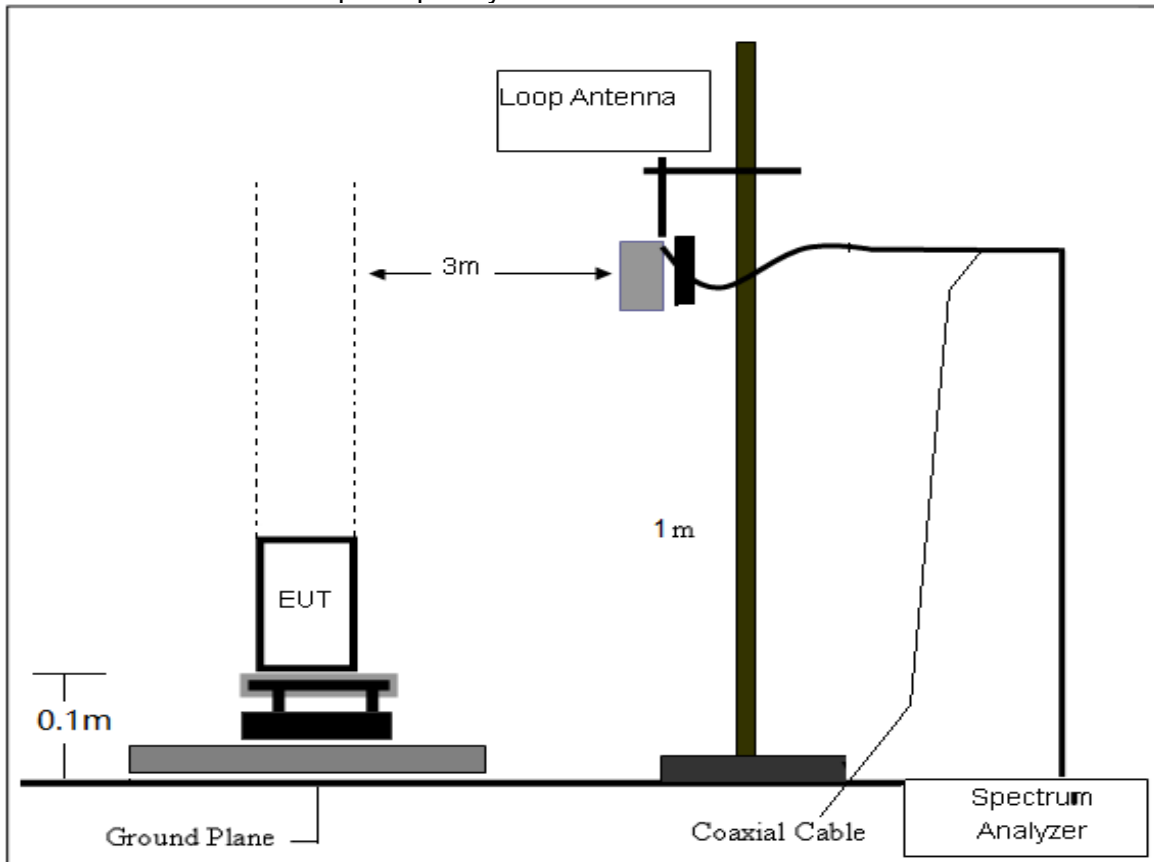 Loop Antenna
3m
1 m
EUT
0.1m
Ground Plane
Coaxial Cable
Spectrum
Analyzer